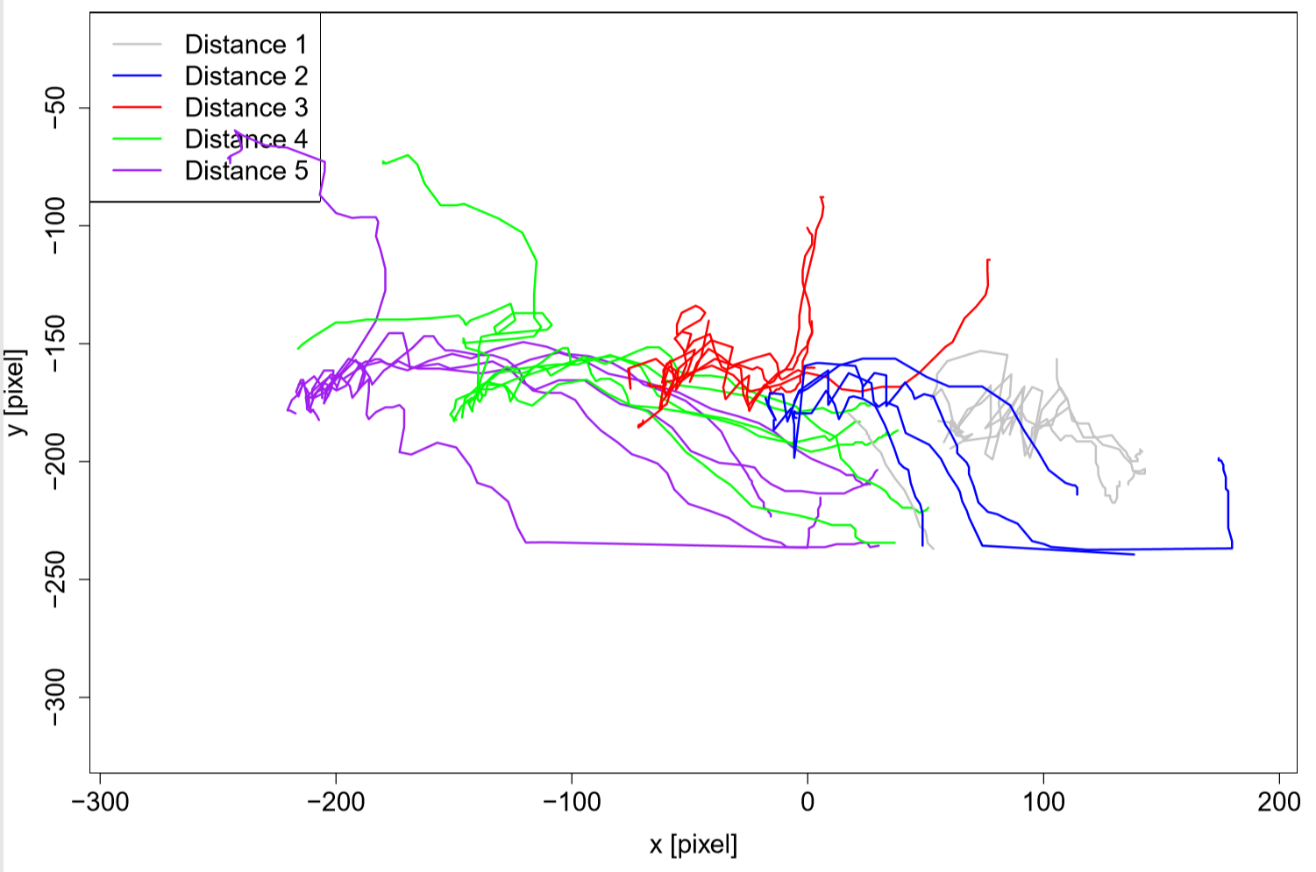 Distance 1
Distance 2
Distance 3
Distance 4
Distance 5
−50
−100
−150
−200
−250
−300
y [pixel]
−300 −200 −100 0 100 200
x [pixel]